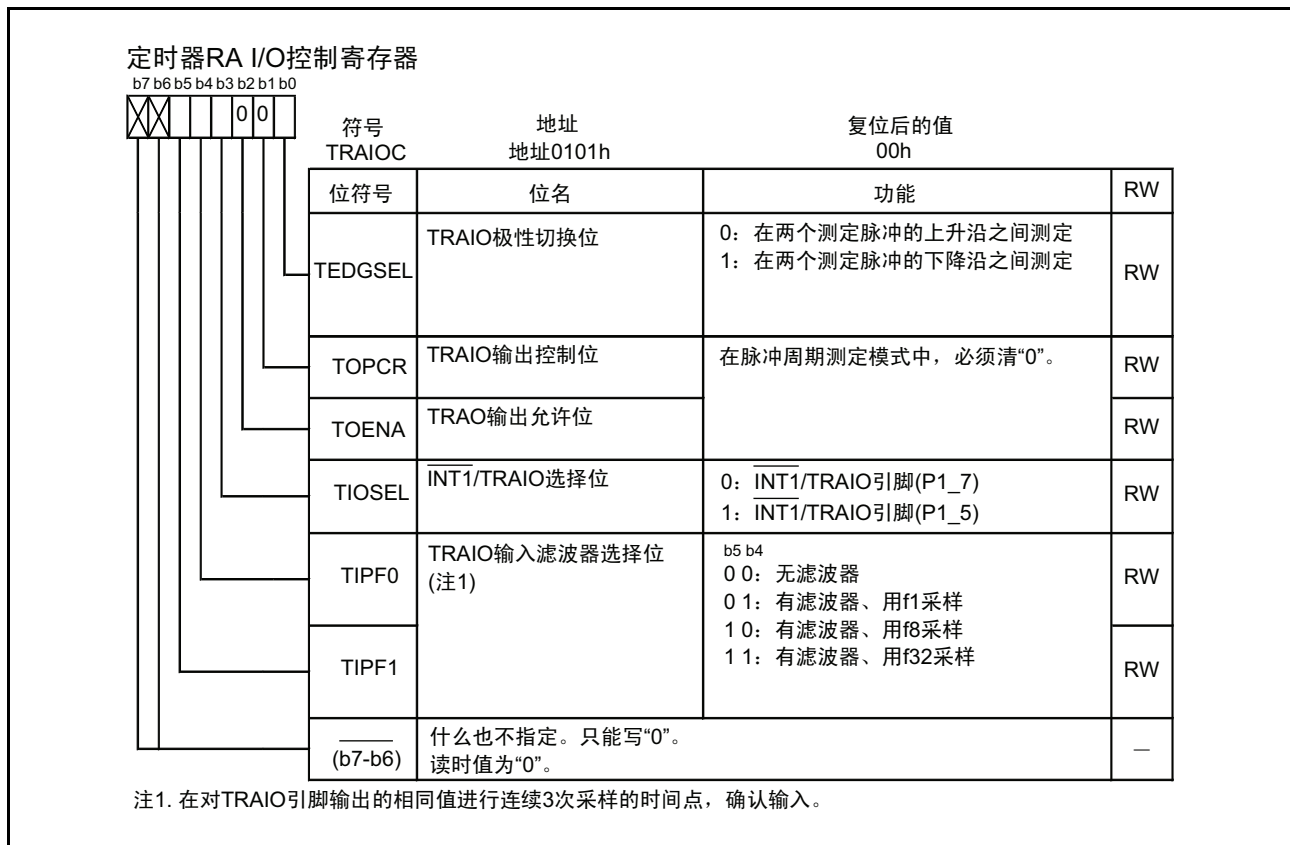 定时器RA I/O控制寄存器
b7 b6 b5 b4 b3 b2 b1 b0
0 0
符号 地址 复位后的值
TRAIOC 地址0101h 00h
位符号 位名 功能 RW
TEDGSEL TRAIO极性切换位 0：在两个测定脉冲的上升沿之间测定 RW
1：在两个测定脉冲的下降沿之间测定
TOPCR TRAIO输出控制位 在脉冲周期测定模式中，必须清“0”。 RW
TOENA TRAO输出允许位 RW
TIOSEL INT1/TRAIO选择位 0：INT1/TRAIO引脚(P1_7) RW
1：INT1/TRAIO引脚(P1_5)
TIPF0 TRAIO输入滤波器选择位 b5 b4 RW
(注1) 0 0：无滤波器
0 1：有滤波器、用f1采样
1 0：有滤波器、用f8采样
TIPF1 1 1：有滤波器、用f32采样 RW
(b7-b6) 什么也不指定。只能写“0”。 —
读时值为“0”。
注1. 在对TRAIO引脚输出的相同值进行连续3次采样的时间点，确认输入。